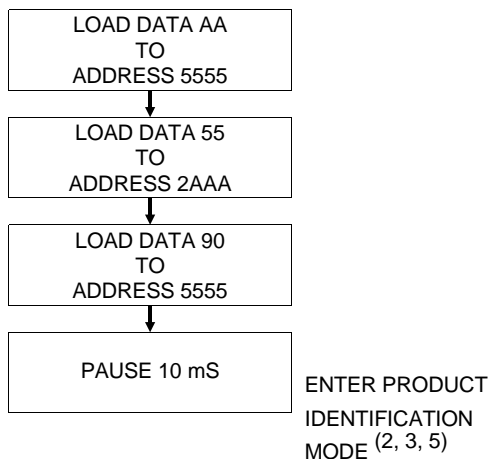 LOAD DATA AA
TO
ADDRESS 5555
LOAD DATA 55
TO
ADDRESS 2AAA
LOAD DATA 90
TO
ADDRESS 5555
PAUSE 10 mS
ENTER PRODUCT
IDENTIFICATION
MODE (2, 3, 5)